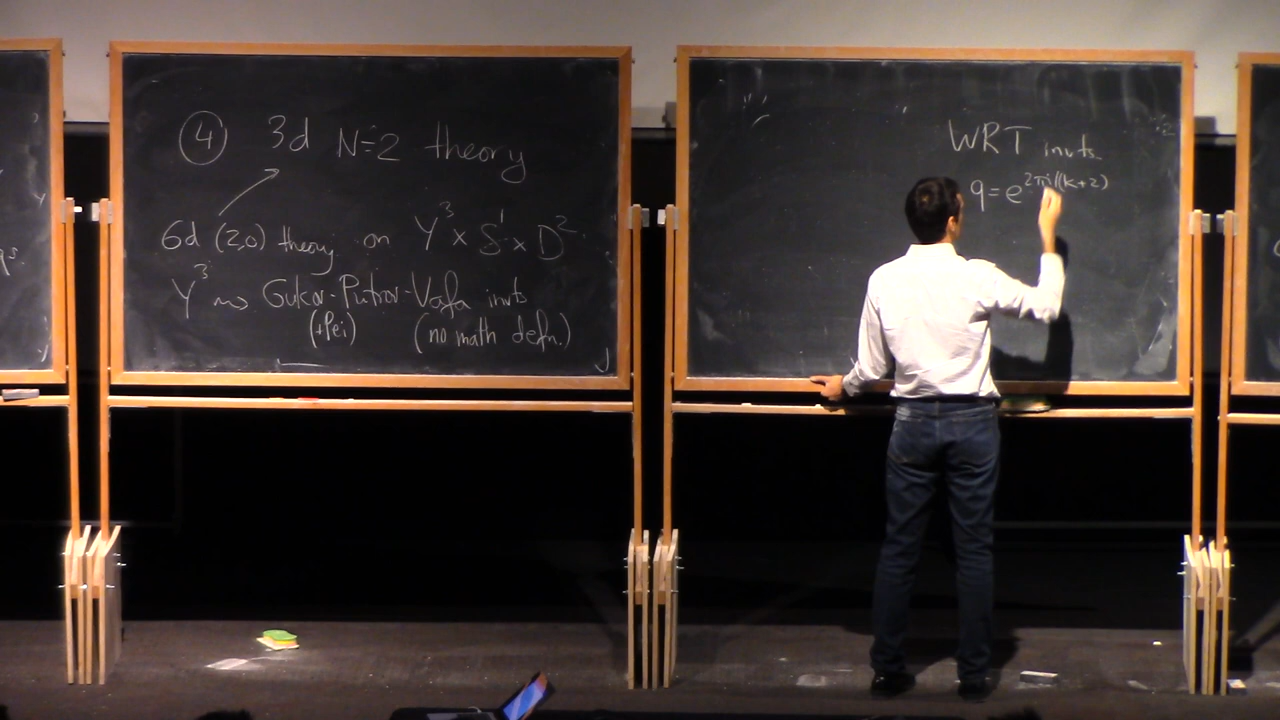 ④ 3d N=2 theory
6d (2,0) theory on Y³ × S¹ × D²
Y³ ⇝ Gukov-Putrov-Vafa invts
(+Pei) (no math defn.)
WRT invts
q=e^{2πi/(k+2)}